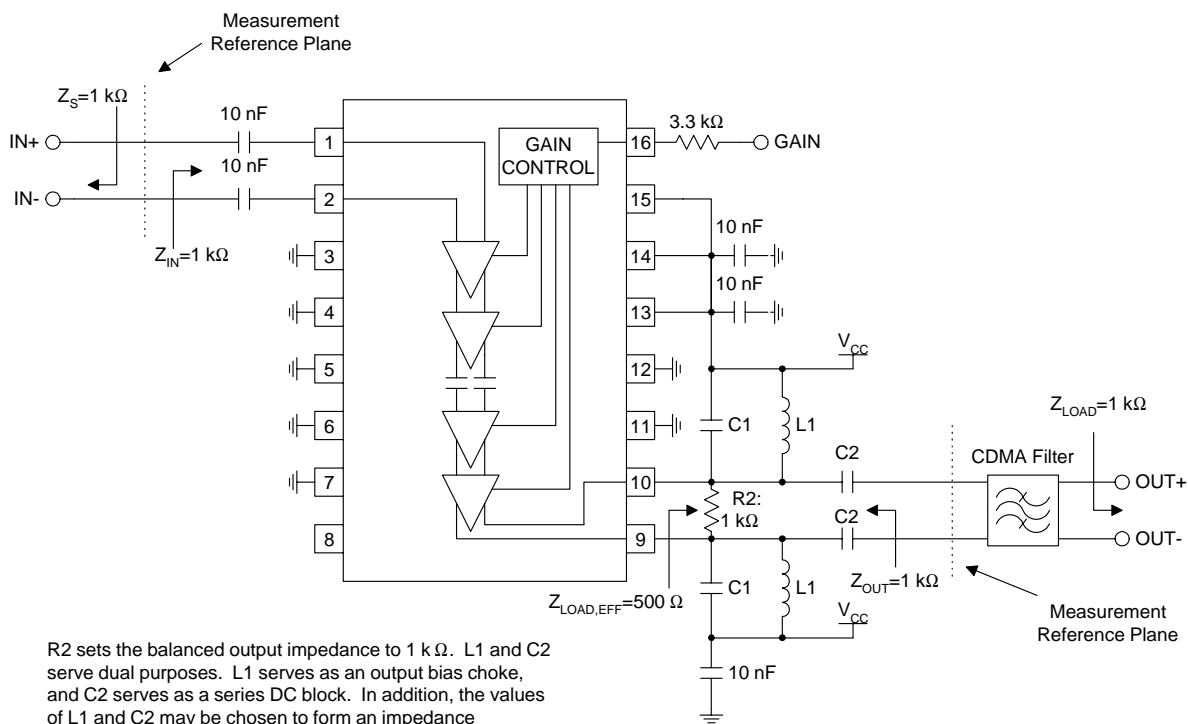 Measurement
Reference Plane
Z_S=1 kΩ
10 nF
IN+
10 nF
IN-
Z_IN=1 kΩ
1
2
3
4
5
6
7
8
GAIN
CONTROL
16
15
14
13
12
11
10
9
3.3 kΩ
GAIN
10 nF
10 nF
V_CC
C1
L1
C2
R2:
1 kΩ
C2
Z_LOAD,EFF=500 Ω
C1
L1
Z_OUT=1 kΩ
V_CC
10 nF
CDMA Filter
Z_LOAD=1 kΩ
OUT+
OUT-
Measurement
Reference Plane
R2 sets the balanced output impedance to 1 kΩ. L1 and C2
serve dual purposes. L1 serves as an output bias choke,
and C2 serves as a series DC block. In addition, the values
of L1 and C2 may be chosen to form an impedance